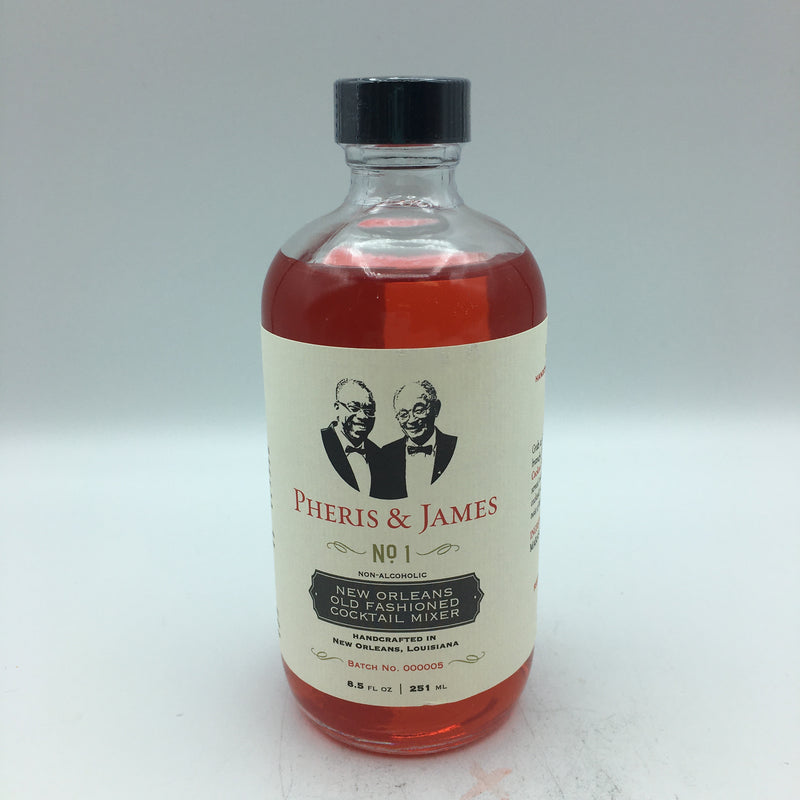 PHERIS & JAMES
No 1
NON-ALCOHOLIC
NEW ORLEANS
OLD FASHIONED
COCKTAIL MIXER
HANDCRAFTED IN
NEW ORLEANS, LOUISIANA
BATCH NO. 000005
8.5 FL OZ | 251 ML